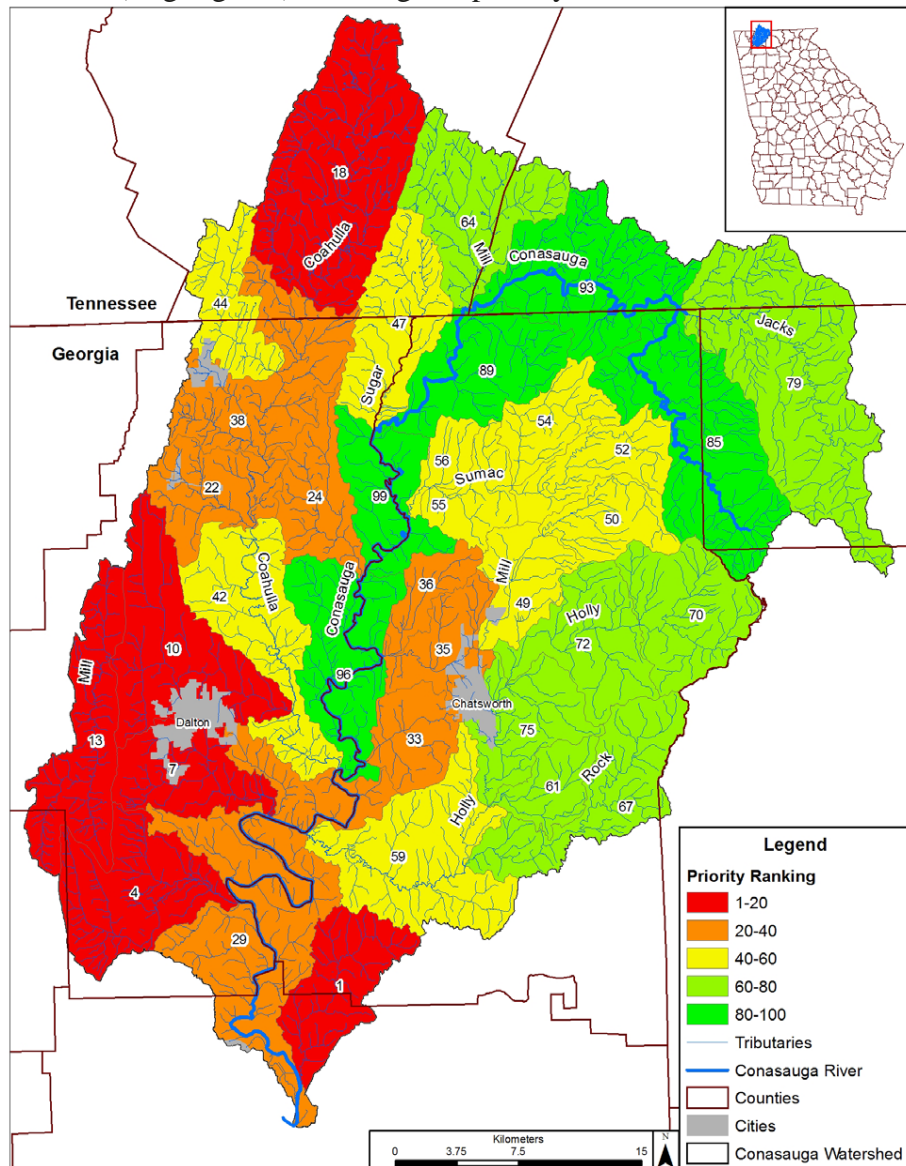 18
Coahulla
64
Mill
Conasauga
93
Tennessee
44
Georgia
47
Jacks
79
Sugar
89
38
54
52
85
56
Sumac
99
55
50
22
24
42
Coahulla
Conasauga
36
Mill
49
Holly
70
72
10
35
Mill
96
Chatsworth
Dalton
13
33
75
7
61
Rock
67
Holly
59
4
29
1
Legend
Priority Ranking
1-20
20-40
40-60
60-80
80-100
Tributaries
Conasauga River
Counties
Cities
Conasauga Watershed
Kilometers
0 3.75 7.5 15
N